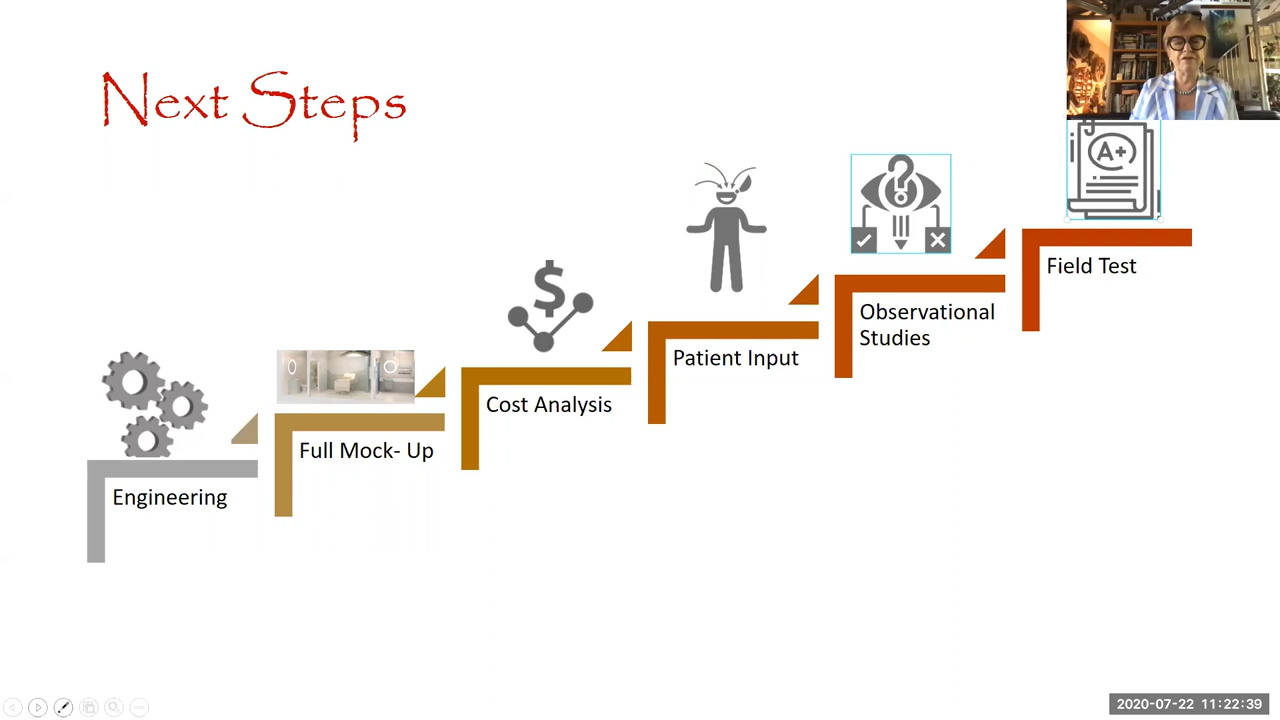 Next Steps
A+
?
$
Field Test
Observational
Studies
Patient Input
Cost Analysis
Full Mock- Up
Engineering
2020-07-22 11:22:39